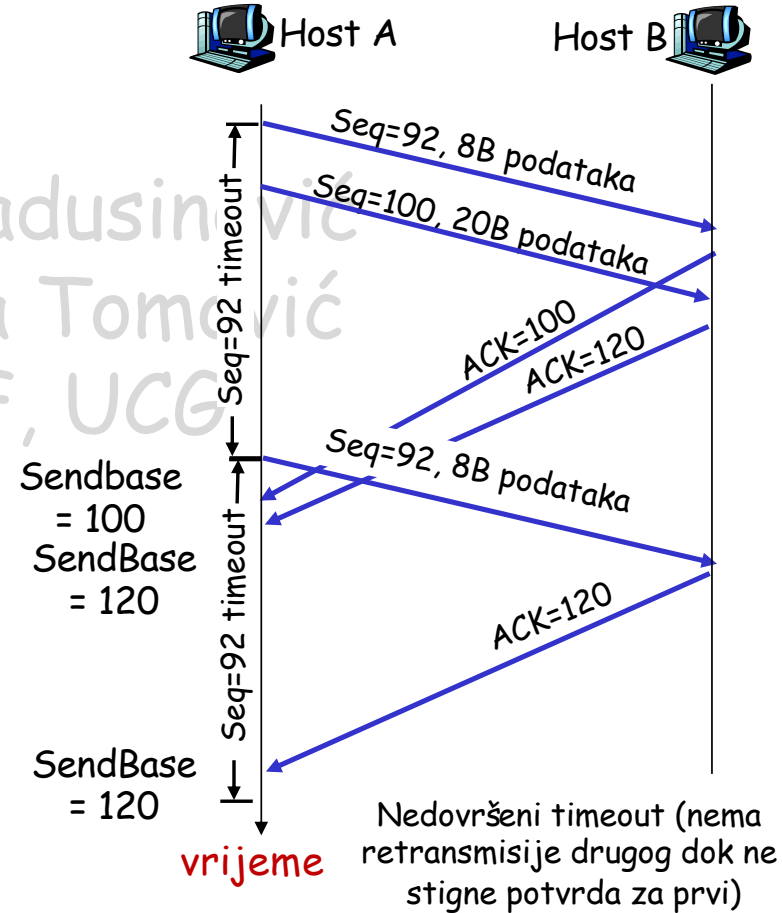 Host A
Host B
Seq=92, 8B podataka
Seq=100, 20B podataka
Seq=92 timeout
ACK=100
ACK=120
Seq=92, 8B podataka
Sendbase
= 100
SendBase
= 120
Seq=92 timeout
ACK=120
SendBase
= 120
vrijeme
Nedovršeni timeout (nema
retransmisije drugog dok ne
stigne potvrda za prvi)
Tomović
, UCG